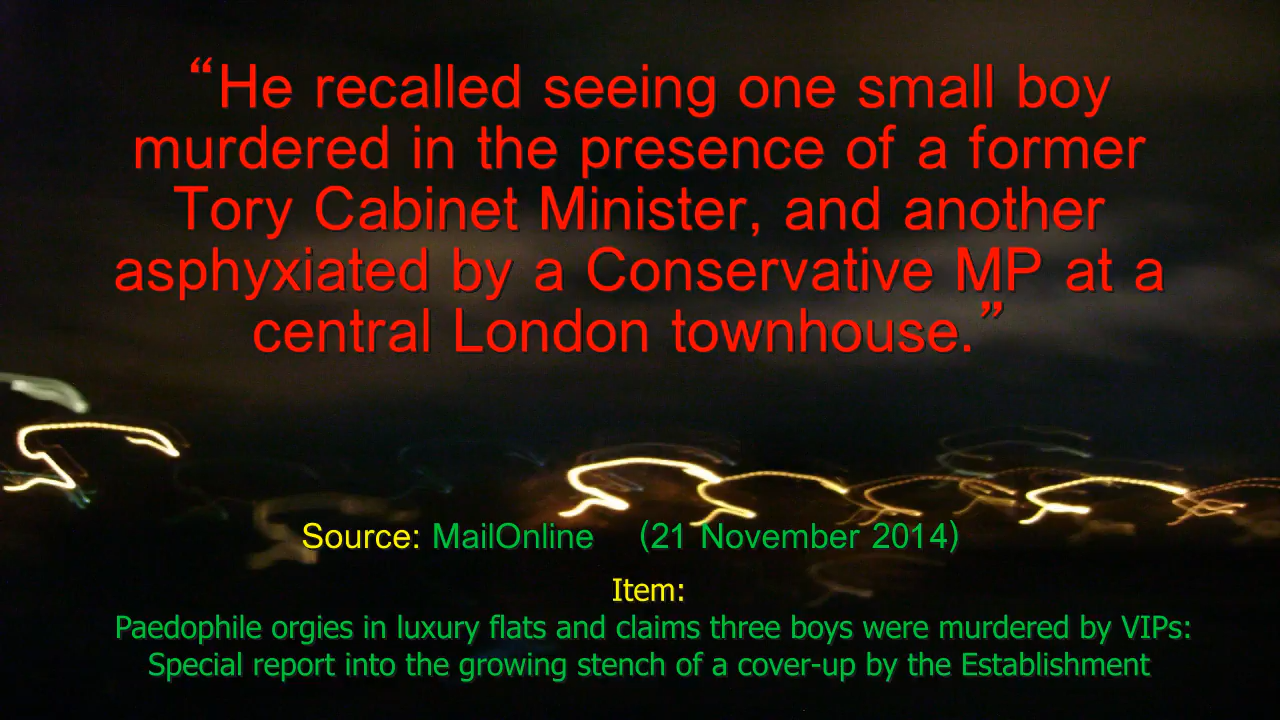 “He recalled seeing one small boy
murdered in the presence of a former
Tory Cabinet Minister, and another
asphyxiated by a Conservative MP at a
central London townhouse.”
Source: MailOnline (21 November 2014)
Item:
Paedophile orgies in luxury flats and claims three boys were murdered by VIPs:
Special report into the growing stench of a cover-up by the Establishment